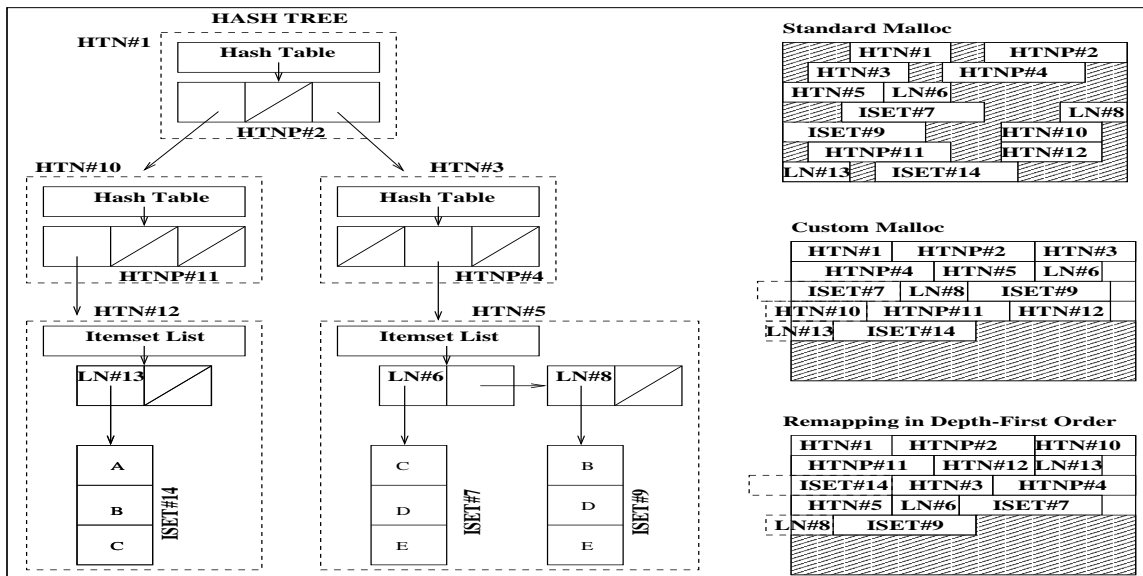 HASH TREE
HTN#1
Hash Table
HTNP#2
HTN#10
HTN#3
Hash Table
Hash Table
HTNP#11
HTNP#4
HTN#12
HTN#5
Itemset List
Itemset List
LN#13
LN#6
LN#8
A
B
C
ISET#14
C
D
E
ISET#7
B
D
E
ISET#9
Standard Malloc
HTN#1 HTNP#2
HTN#3 HTNP#4
HTN#5 LN#6
ISET#7 LN#8
ISET#9 HTN#10
HTNP#11 HTN#12
LN#13 ISET#14
Custom Malloc
HTN#1 HTNP#2 HTN#3
HTNP#4 HTN#5 LN#6
ISET#7 LN#8 ISET#9
HTN#10 HTNP#11 HTN#12
LN#13 ISET#14
Remapping in Depth-First Order
HTN#1 HTNP#2 HTN#10
HTNP#11 HTN#12 LN#13
ISET#14 HTN#3 HTNP#4
HTN#5 LN#6 ISET#7
LN#8 ISET#9